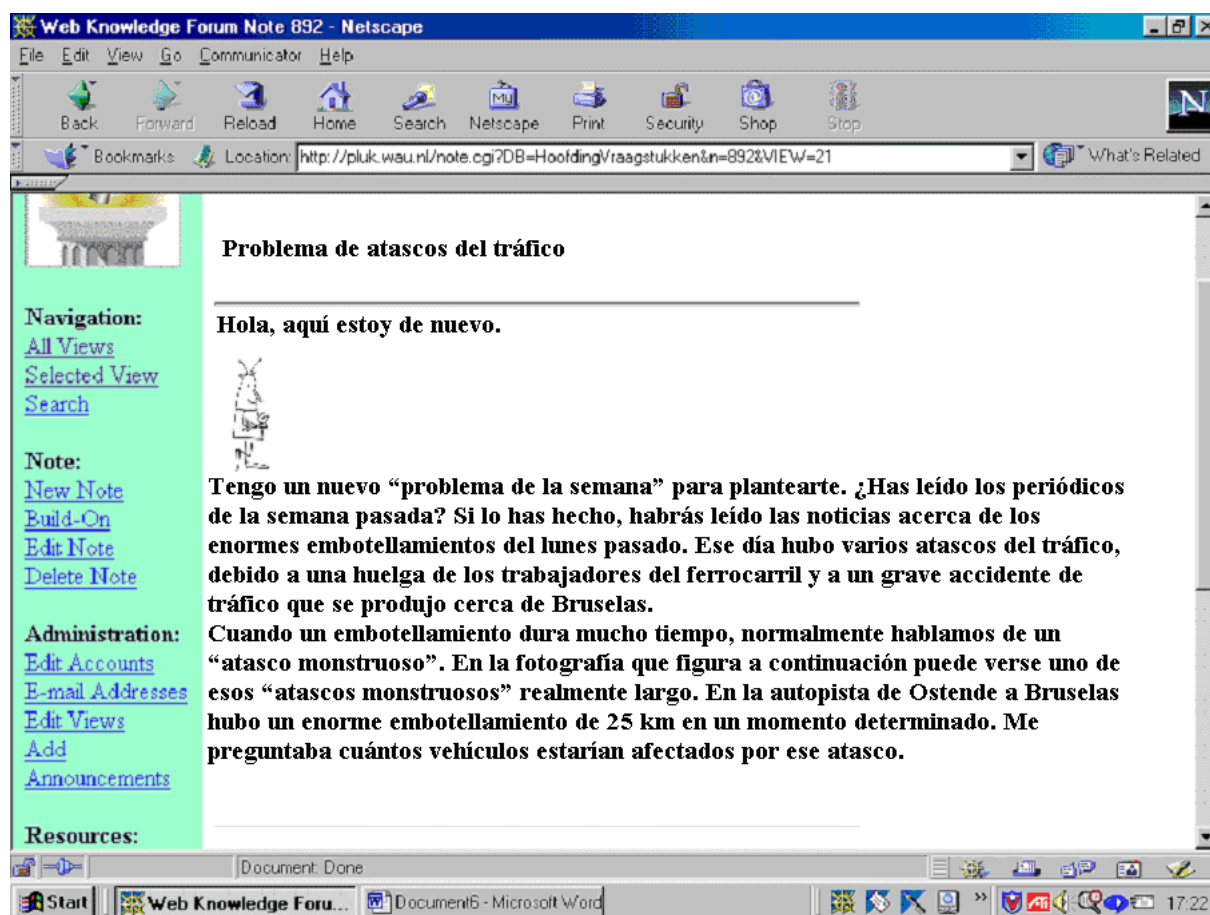 Web Knowledge Forum Note 892 - Netscape
File Edit View Go Communicator Help
Back Forward Reload Home Search Netscape Print Security Shop Stop
Bookmarks Location: http://pluk.wau.nl/note.cgi?DB=HoofdingVraagstukken&n=892&VIEW=21 What's Related
Problema de atascos del tráfico
Navigation:
All Views
Selected View
Search
Note:
New Note
Build-On
Edit Note
Delete Note
Administration:
Edit Accounts
E-mail Addresses
Edit Views
Add
Announcements
Resources:
Hola, aquí estoy de nuevo.
Tengo un nuevo “problema de la semana” para plantearte. ¿Has leído los periódicos
de la semana pasada? Si lo has hecho, habrás leído las noticias acerca de los
enormes embotellamientos del lunes pasado. Ese día hubo varios atascos del tráfico,
debido a una huelga de los trabajadores del ferrocarril y a un grave accidente de
tráfico que se produjo cerca de Bruselas.
Cuando un embotellamiento dura mucho tiempo, normalmente hablamos de un
“atasco monstruoso”. En la fotografía que figura a continuación puede verse uno de
esos “atascos monstruosos” realmente largo. En la autopista de Ostende a Bruselas
hubo un enorme embotellamiento de 25 km en un momento determinado. Me
preguntaba cuántos vehículos estarían afectados por ese atasco.
Document: Done
Start Web Knowledge Foru... Document6 - Microsoft Word 17:22